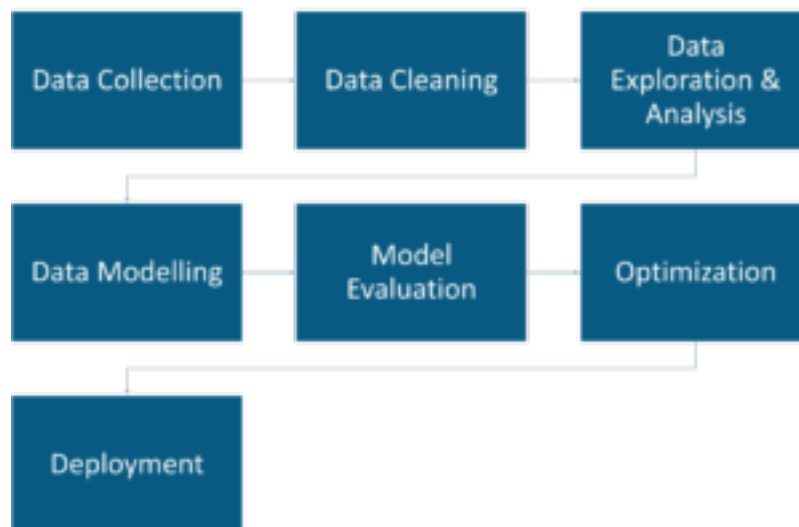 Data Collection
Data Cleaning
Data
Exploration &
Analysis
Data Modelling
Model
Evaluation
Optimization
Deployment